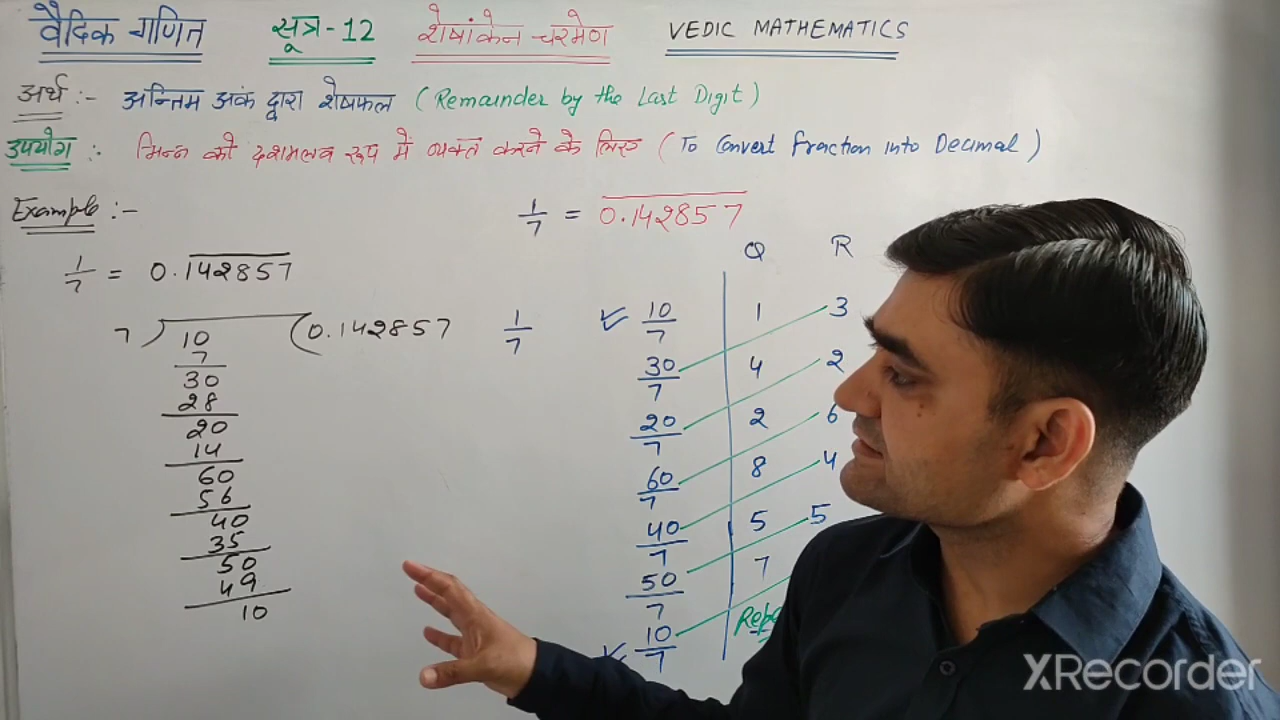 वैदिक गणित सूत्र-12 शेषांकेन चरमेण VEDIC MATHEMATICS
अर्थ :- अन्तिम अंक द्वारा शेषफल (Remainder by the Last Digit)
उपयोग :- भिन्न को दशमलव रूप में व्यक्त करने के लिए (To Convert fraction into Decimal)
Example :-
1/7 = 0.142857
1/7 = 0.142857
7 ) 10 ( 0.142857
7
30
28
20
14
60
56
40
35
50
49
10
1/7
Q R
✓ 10/7 1 3
30/7 4 2
20/7 2 6
60/7 8 4
40/7 5 5
50/7 7
✓ 10/7
XRecorder